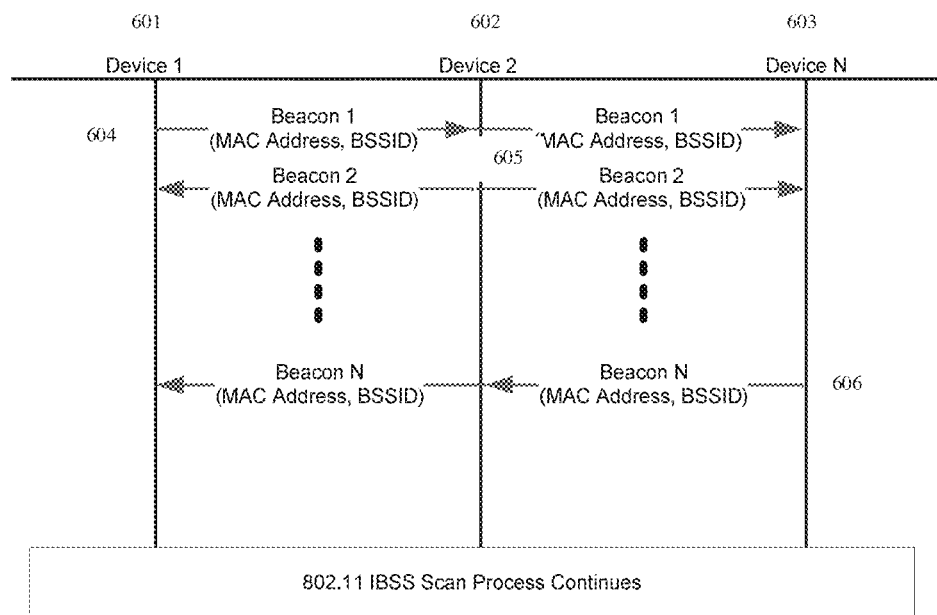 601 602 603
Device 1 Device 2 Device N
Beacon 1 Beacon 1
604 (MAC Address, BSSID) MAC Address, BSSID)
605
Beacon 2 Beacon 2
(MAC Address, BSSID) (MAC Address, BSSID)
Beacon N Beacon N
(MAC Address, BSSID) (MAC Address, BSSID) 606
802.11 IBSS Scan Process Continues